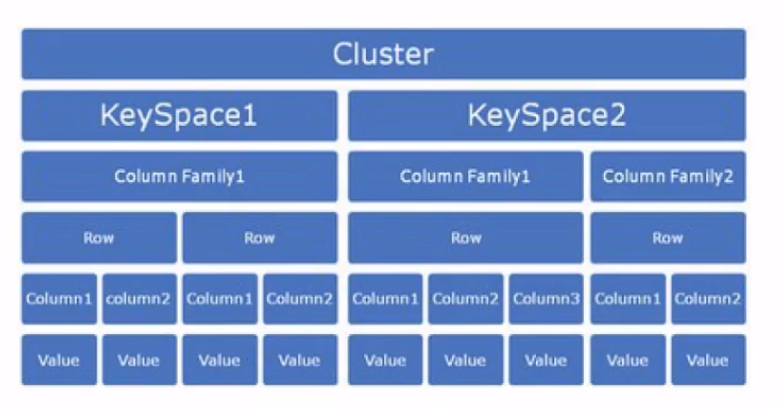 Cluster
KeySpace1 KeySpace2
Column Family1 Column Family1 Column Family2
Row Row Row Row
Column1 column2 Column1 Column2 Column1 Column2 Column3 Column1 Column2
Value Value Value Value Value Value Value Value Value